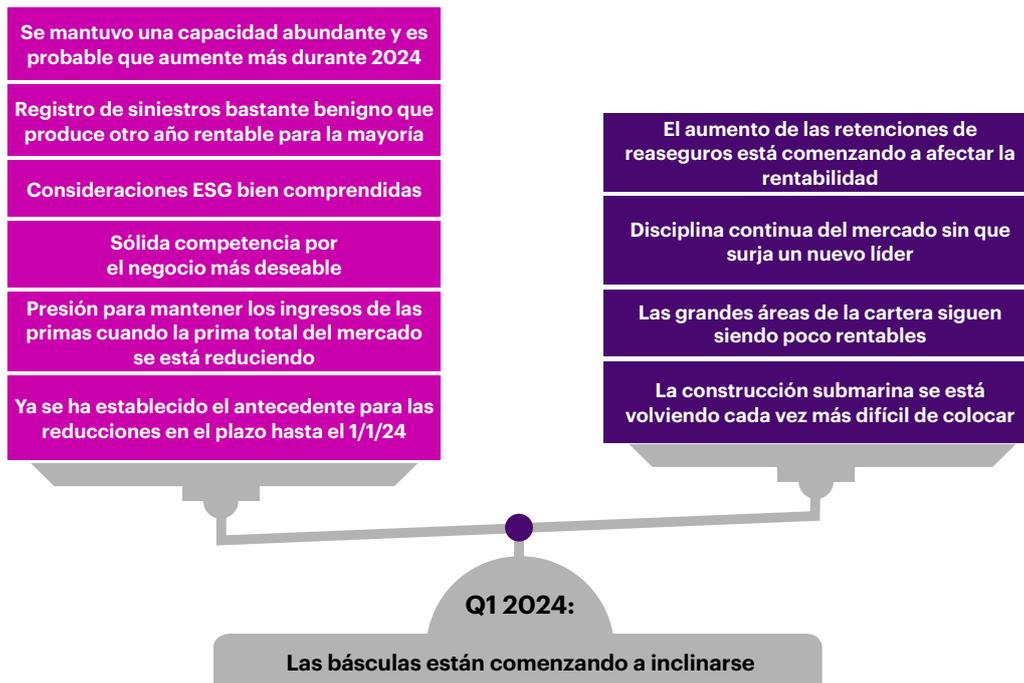 Se mantuvo una capacidad abundante y es
probable que aumente más durante 2024
Registro de siniestros bastante benigno que
produce otro año rentable para la mayoría
Consideraciones ESG bien comprendidas
Sólida competencia por
el negocio más deseable
Presión para mantener los ingresos de las
primas cuando la prima total del mercado
se está reduciendo
Ya se ha establecido el antecedente para las
reducciones en el plazo hasta el 1/1/24
El aumento de las retenciones de
reaseguros está comenzando a afectar la
rentabilidad
Disciplina continua del mercado sin que
surja un nuevo líder
Las grandes áreas de la cartera siguen
siendo poco rentables
La construcción submarina se está
volviendo cada vez más difícil de colocar
Q1 2024:
Las básculas están comenzando a inclinarse